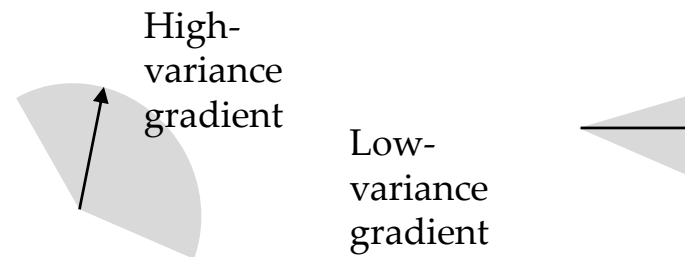 High-
variance
gradient
Low-
variance
gradient